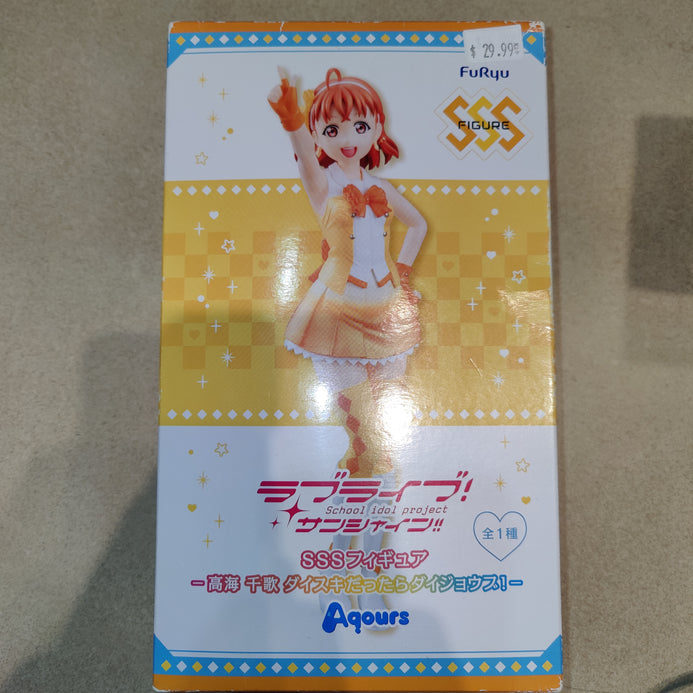 $ 29.99
FuRyu
SSS
FIGURE
ラブライブ!
School idol project
サンシャイン!!
全1種
SSSフィギュア
－高海 千歌 ダイスキだったらダイジョウブ！－
Aqours